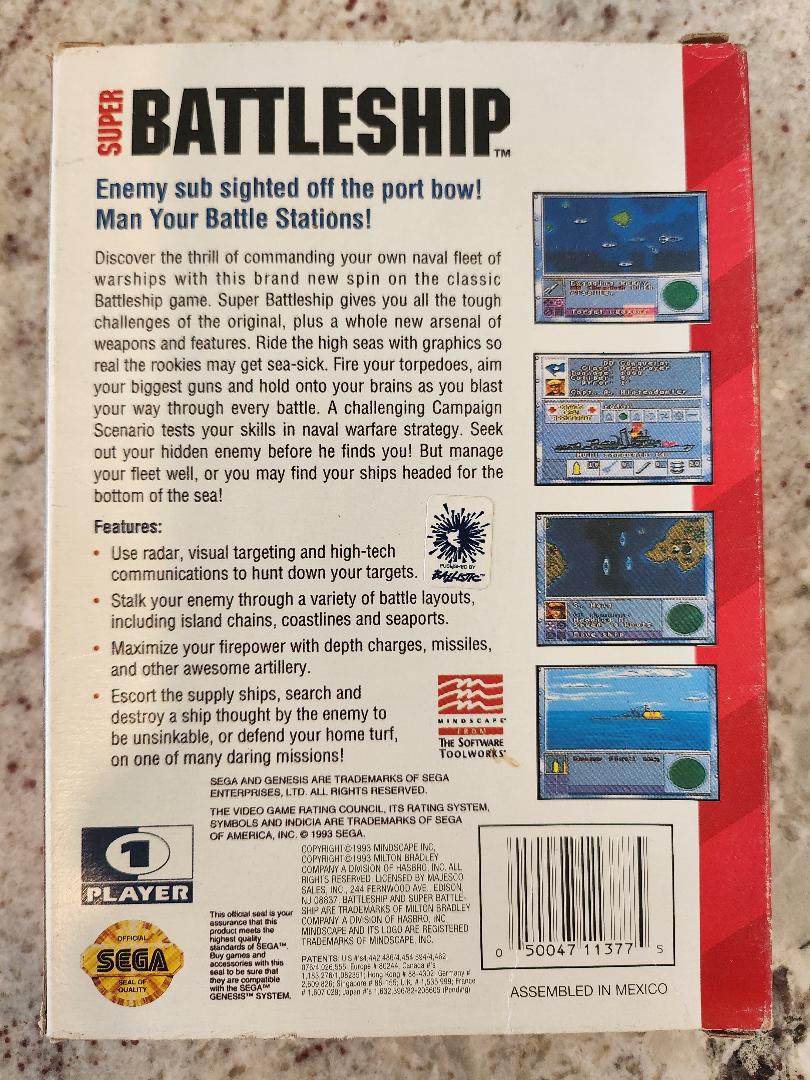 SUPER
BATTLESHIP™
Enemy sub sighted off the port bow!
Man Your Battle Stations!
Discover the thrill of commanding your own naval fleet of
warships with this brand new spin on the classic
Battleship game. Super Battleship gives you all the tough
challenges of the original, plus a whole new arsenal of
weapons and features. Ride the high seas with graphics so
real the rookies may get sea-sick. Fire your torpedoes, aim
your biggest guns and hold onto your brains as you blast
your way through every battle. A challenging Campaign
Scenario tests your skills in naval warfare strategy. Seek
out your hidden enemy before he finds you! But manage
your fleet well, or you may find your ships headed for the
bottom of the sea!
Features:
• Use radar, visual targeting and high-tech
communications to hunt down your targets.
• Stalk your enemy through a variety of battle layouts,
including island chains, coastlines and seaports.
• Maximize your firepower with depth charges, missiles,
and other awesome artillery.
• Escort the supply ships, search and
destroy a ship thought by the enemy to
be unsinkable, or defend your home turf,
on one of many daring missions!
PUBLISHED BY
BALLISTIC™
MINDSCAPE®
FROM
THE SOFTWARE
TOOLWORKS®
SEGA AND GENESIS ARE TRADEMARKS OF SEGA
ENTERPRISES, LTD. ALL RIGHTS RESERVED.
THE VIDEO GAME RATING COUNCIL, ITS RATING SYSTEM,
SYMBOLS AND INDICIA ARE TRADEMARKS OF SEGA
OF AMERICA, INC. © 1993 SEGA.
COPYRIGHT © 1993 MINDSCAPE INC,
COPYRIGHT © 1993 MILTON BRADLEY
COMPANY A DIVISION OF HASBRO, INC. ALL
RIGHTS RESERVED. LICENSED BY MAJESCO
SALES, INC., 244 FERNWOOD AVE., EDISON,
NJ 08837. BATTLESHIP AND SUPER BATTLE-
SHIP ARE TRADEMARKS OF MILTON BRADLEY
COMPANY A DIVISION OF HASBRO, INC.
MINDSCAPE AND ITS LOGO ARE REGISTERED
TRADEMARKS OF MINDSCAPE, INC.
1
PLAYER
OFFICIAL
SEGA
SEAL OF
QUALITY
This official seal is your
assurance that this
product meets the
highest quality
standards of SEGA™.
Buy games and
accessories with this
seal to be sure that
they are compatible
with the SEGA™
GENESIS™ SYSTEM.
PATENTS: U.S.
Europe # 80244, Canada #'s
Hong Kong # Germany #
Singapore # France
Japan #'s (Pending)
0 50047 11377 5
ASSEMBLED IN MEXICO